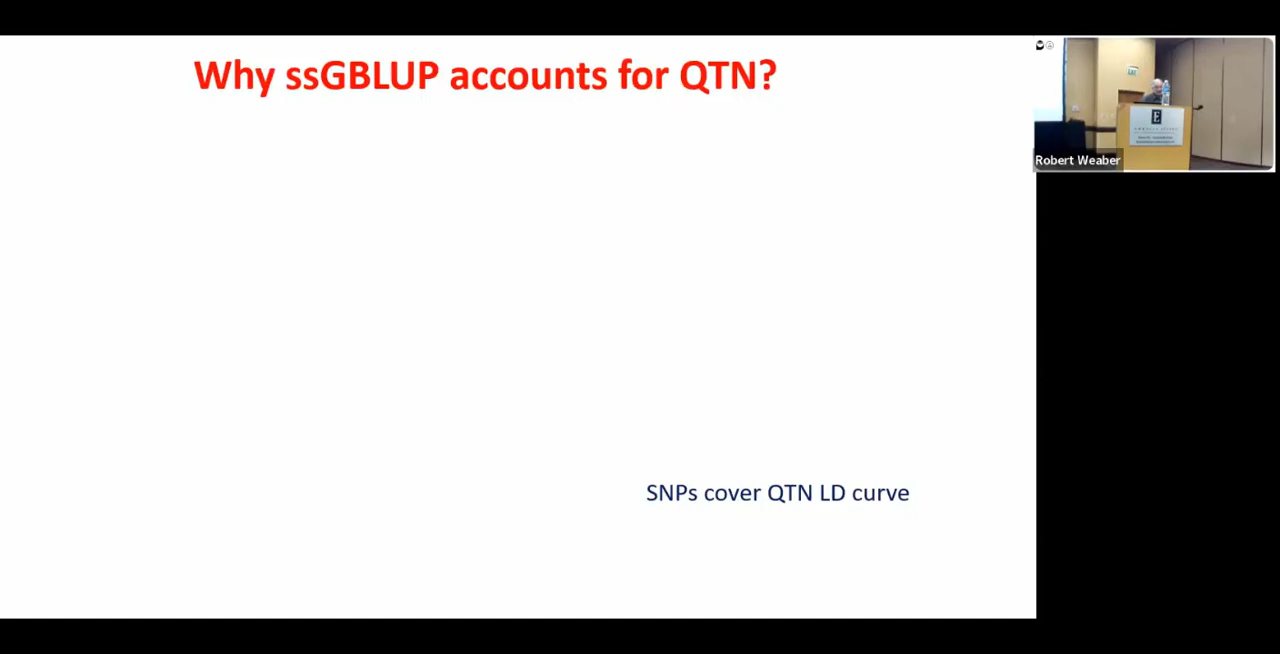 Why ssGBLUP accounts for QTN?
SNPs cover QTN LD curve
Robert Weaber
E